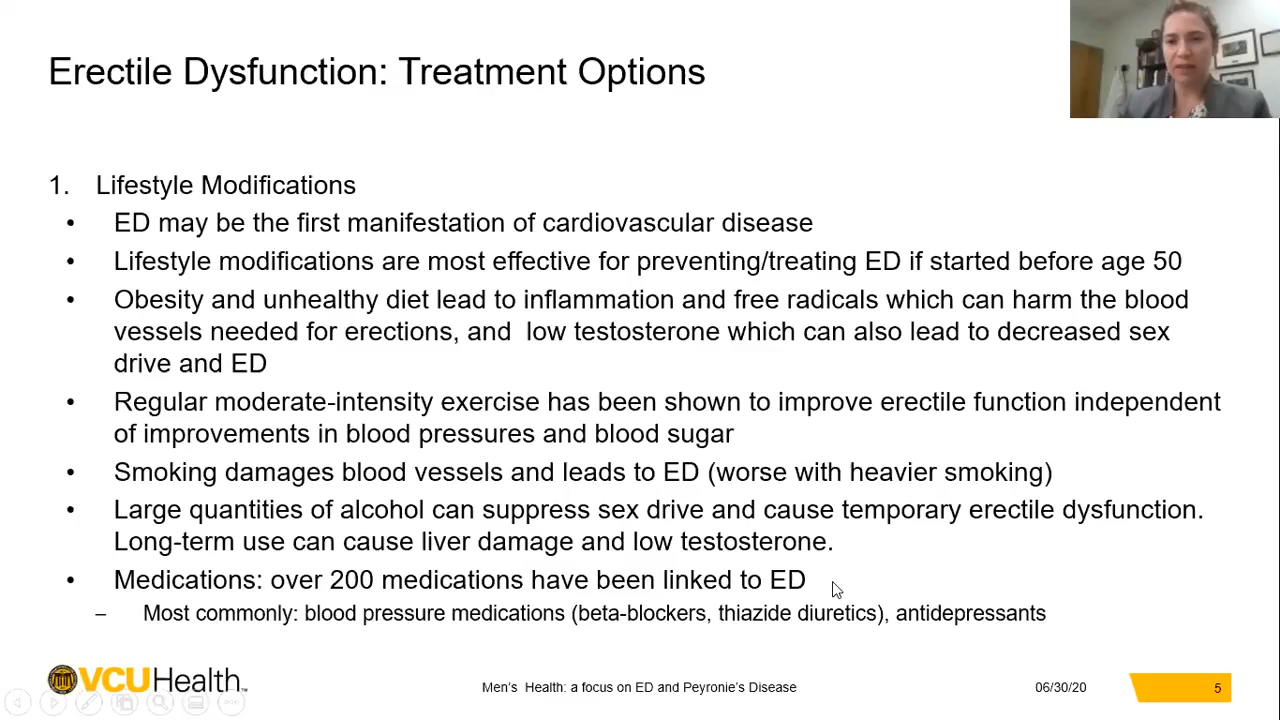 Erectile Dysfunction: Treatment Options
1. Lifestyle Modifications
• ED may be the first manifestation of cardiovascular disease
• Lifestyle modifications are most effective for preventing/treating ED if started before age 50
• Obesity and unhealthy diet lead to inflammation and free radicals which can harm the blood
vessels needed for erections, and low testosterone which can also lead to decreased sex
drive and ED
• Regular moderate-intensity exercise has been shown to improve erectile function independent
of improvements in blood pressures and blood sugar
• Smoking damages blood vessels and leads to ED (worse with heavier smoking)
• Large quantities of alcohol can suppress sex drive and cause temporary erectile dysfunction.
Long-term use can cause liver damage and low testosterone.
• Medications: over 200 medications have been linked to ED
– Most commonly: blood pressure medications (beta-blockers, thiazide diuretics), antidepressants
VCUHealth™
Men's Health: a focus on ED and Peyronie's Disease
06/30/20
5